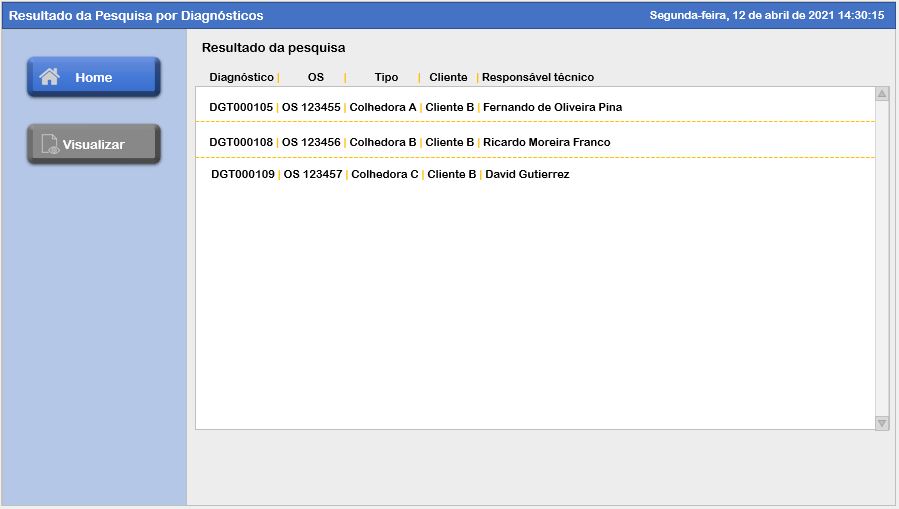 Resultado da Pesquisa por Diagnósticos
Segunda-feira, 12 de abril de 2021 14:30:15
Home
Visualizar
Resultado da pesquisa
Diagnóstico | OS | Tipo | Cliente | Responsável técnico
DGT000105 | OS 123455 | Colhedora A | Cliente B | Fernando de Oliveira Pina
DGT000108 | OS 123456 | Colhedora B | Cliente B | Ricardo Moreira Franco
DGT000109 | OS 123457 | Colhedora C | Cliente B | David Gutierrez